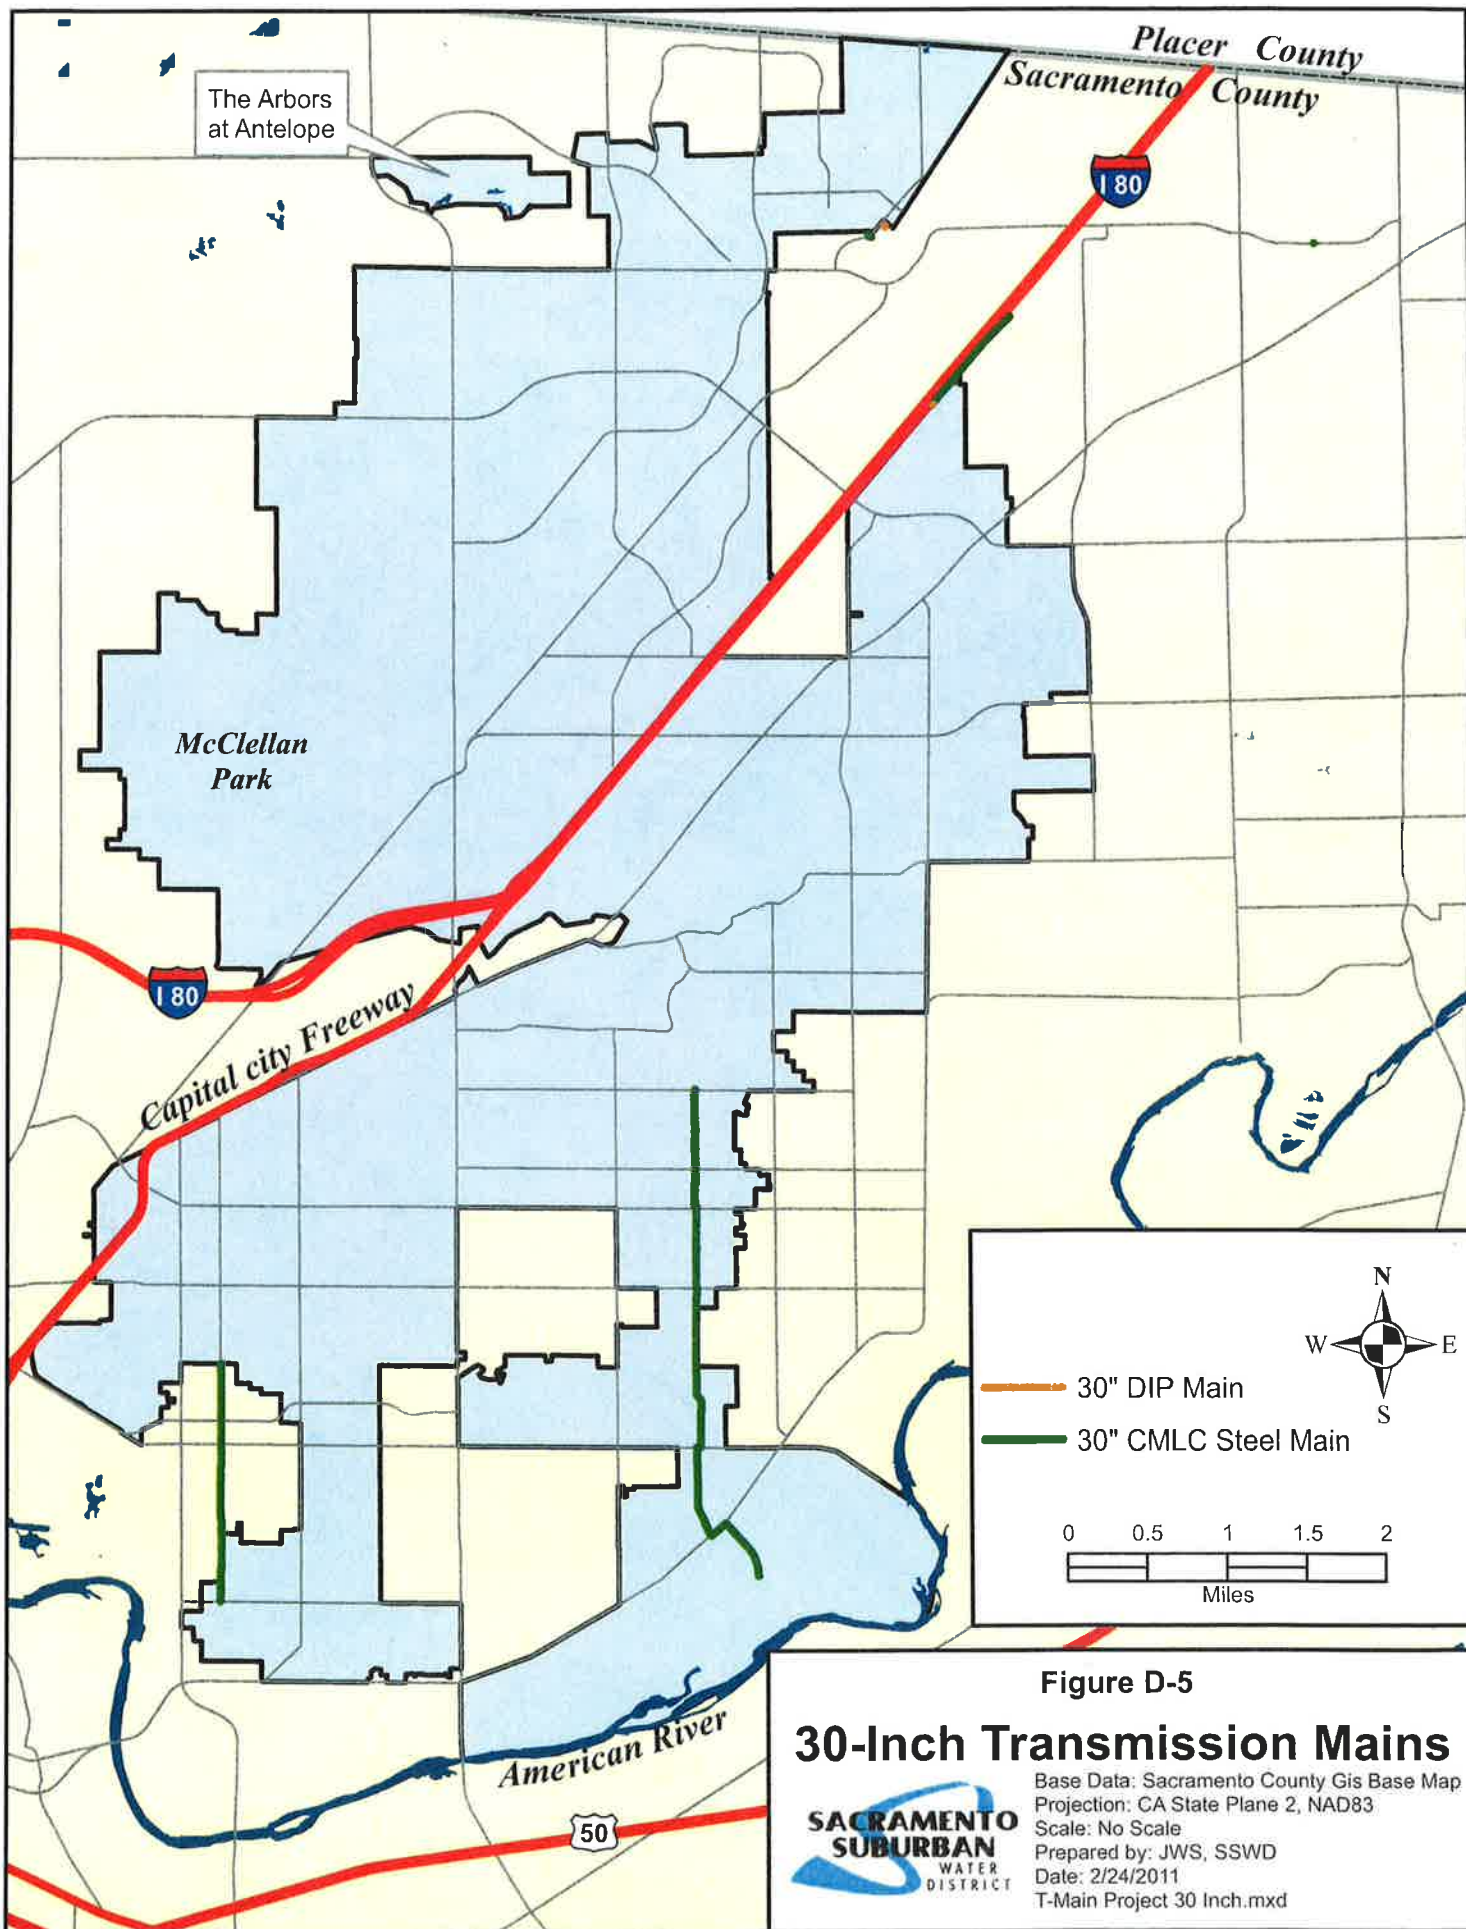 Placer County
Sacramento County
The Arbors
at Antelope
I 80
McClellan
Park
I 80
Capital city Freeway
N
W
E
S
30" DIP Main
30" CMLC Steel Main
0 0.5 1 1.5 2
Miles
American River
50
Figure D-5
30-Inch Transmission Mains
SACRAMENTO
SUBURBAN
WATER
DISTRICT
Base Data: Sacramento County Gis Base Map
Projection: CA State Plane 2, NAD83
Scale: No Scale
Prepared by: JWS, SSWD
Date: 2/24/2011
T-Main Project 30 Inch.mxd